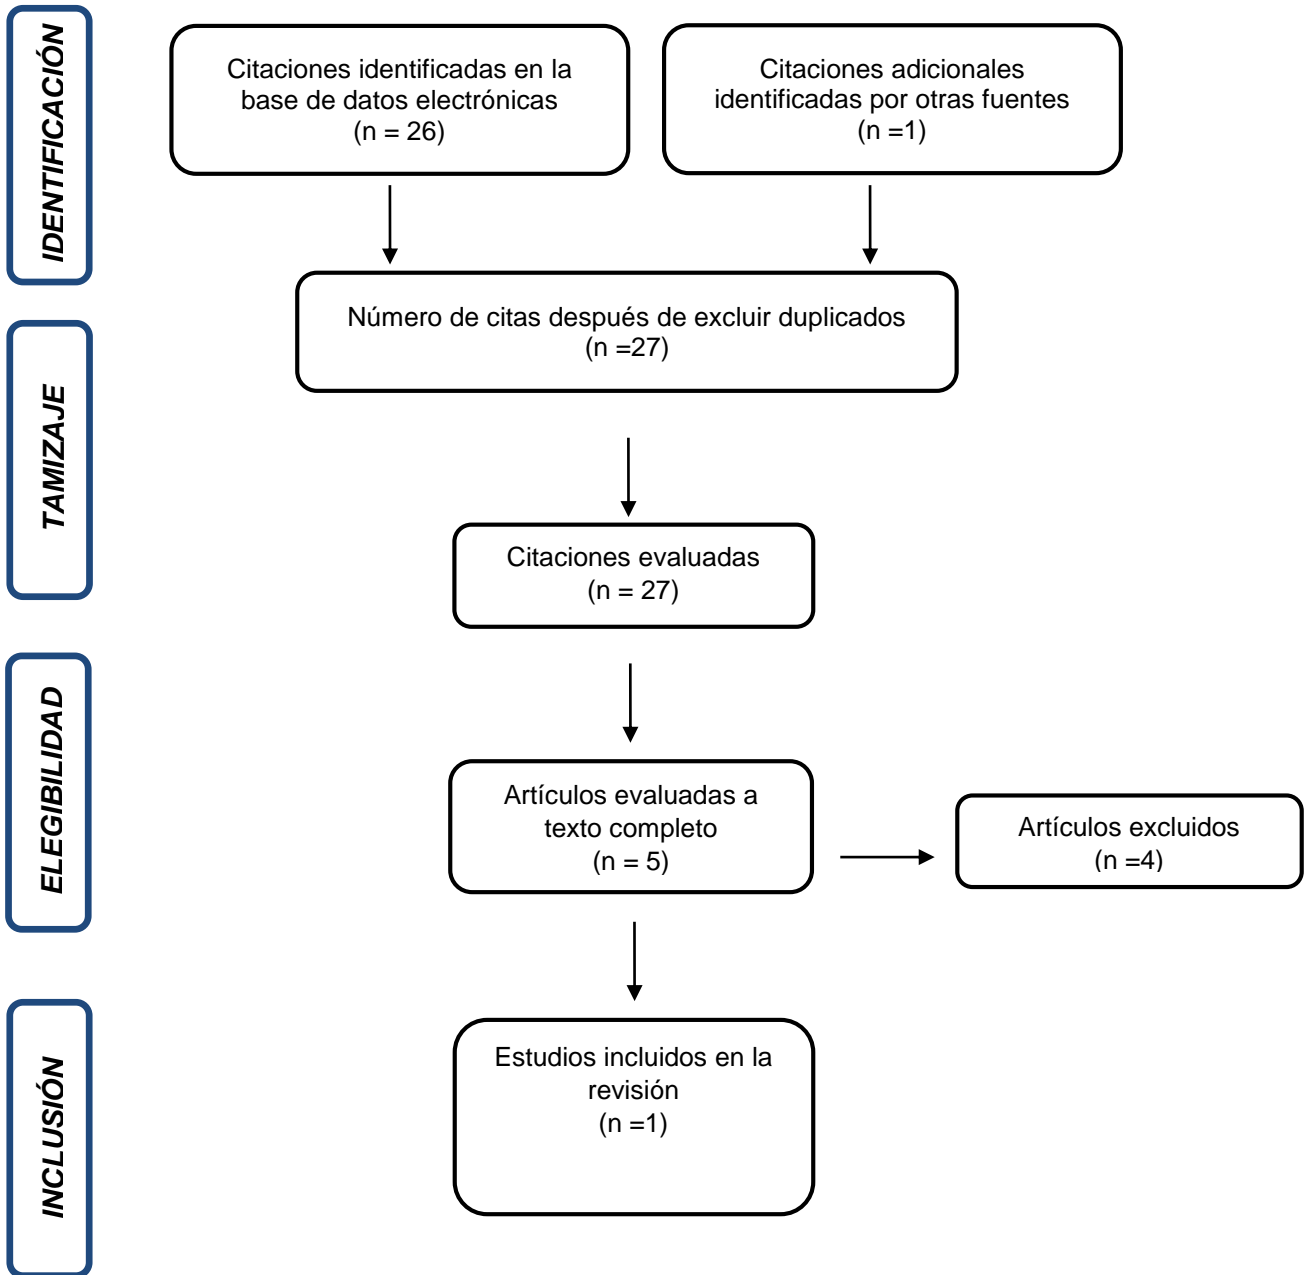 IDENTIFICACIÓN
Citaciones identificadas en la
base de datos electrónicas
(n = 26)
Citaciones adicionales
identificadas por otras fuentes
(n =1)
Número de citas después de excluir duplicados
(n =27)
TAMIZAJE
Citaciones evaluadas
(n = 27)
ELEGIBILIDAD
Artículos evaluadas a
texto completo
(n = 5)
Artículos excluidos
(n =4)
INCLUSIÓN
Estudios incluidos en la
revisión
(n =1)